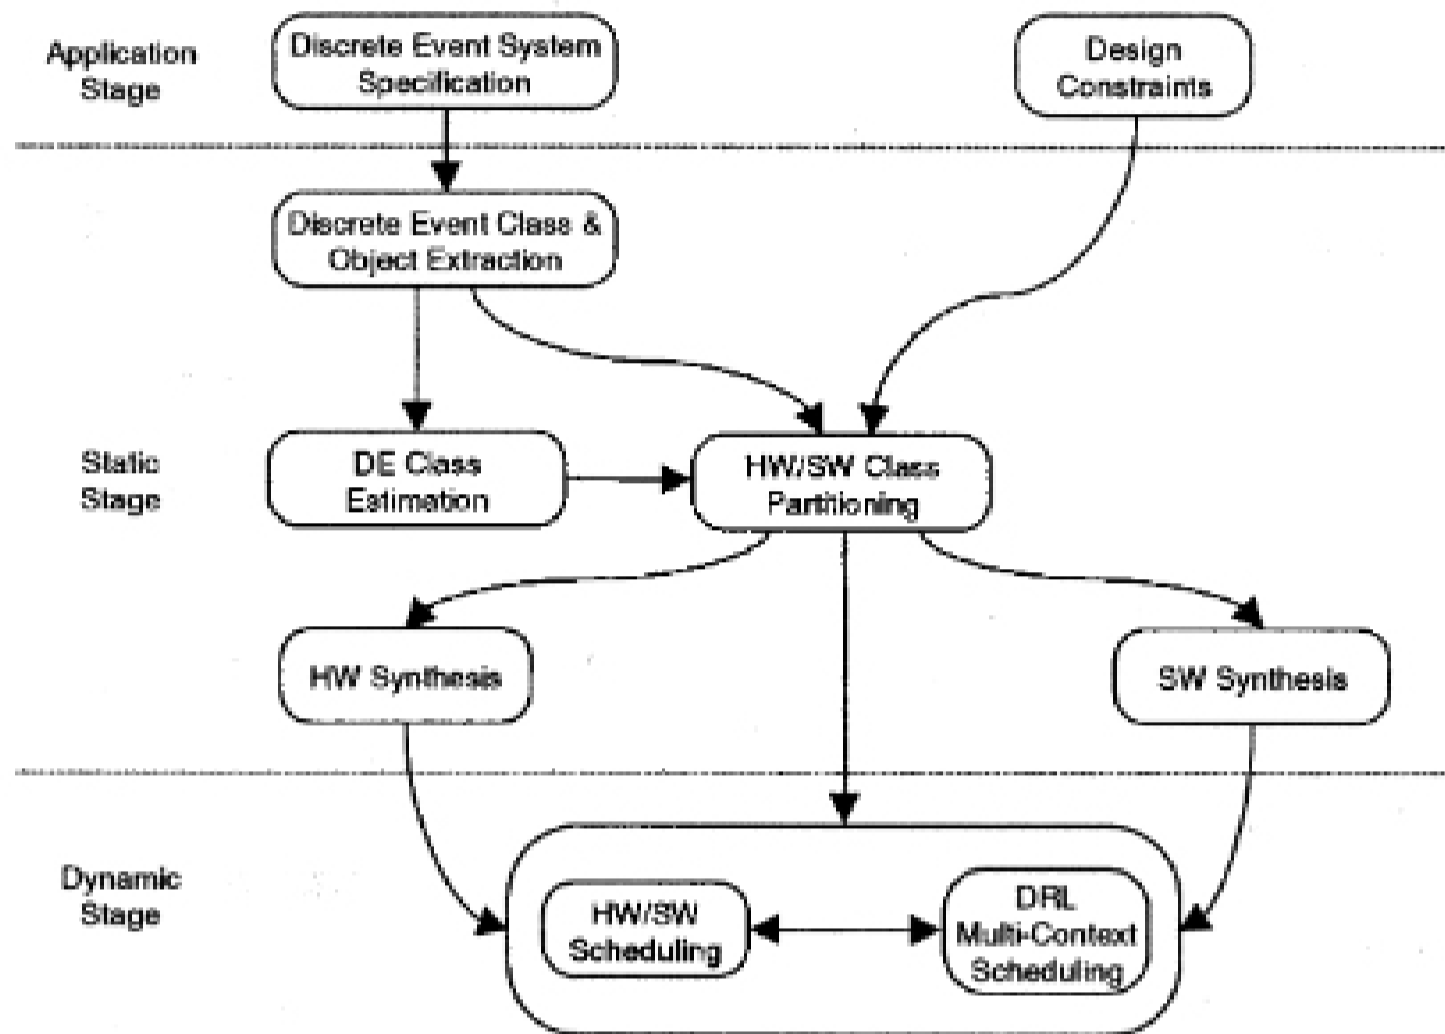 Application
Stage
Discrete Event System
Specification
Design
Constraints
Discrete Event Class &
Object Extraction
Static
Stage
DE Class
Estimation
HW/SW Class
Partitioning
HW Synthesis
SW Synthesis
Dynamic
Stage
HW/SW
Scheduling
DRL
Multi-Context
Scheduling